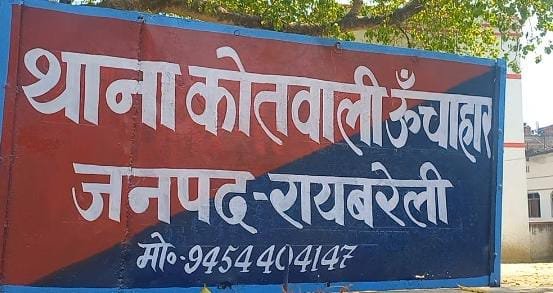 थाना कोतवाली ऊँचाहार
जनपद-रायबरेली
मो०-9454404147